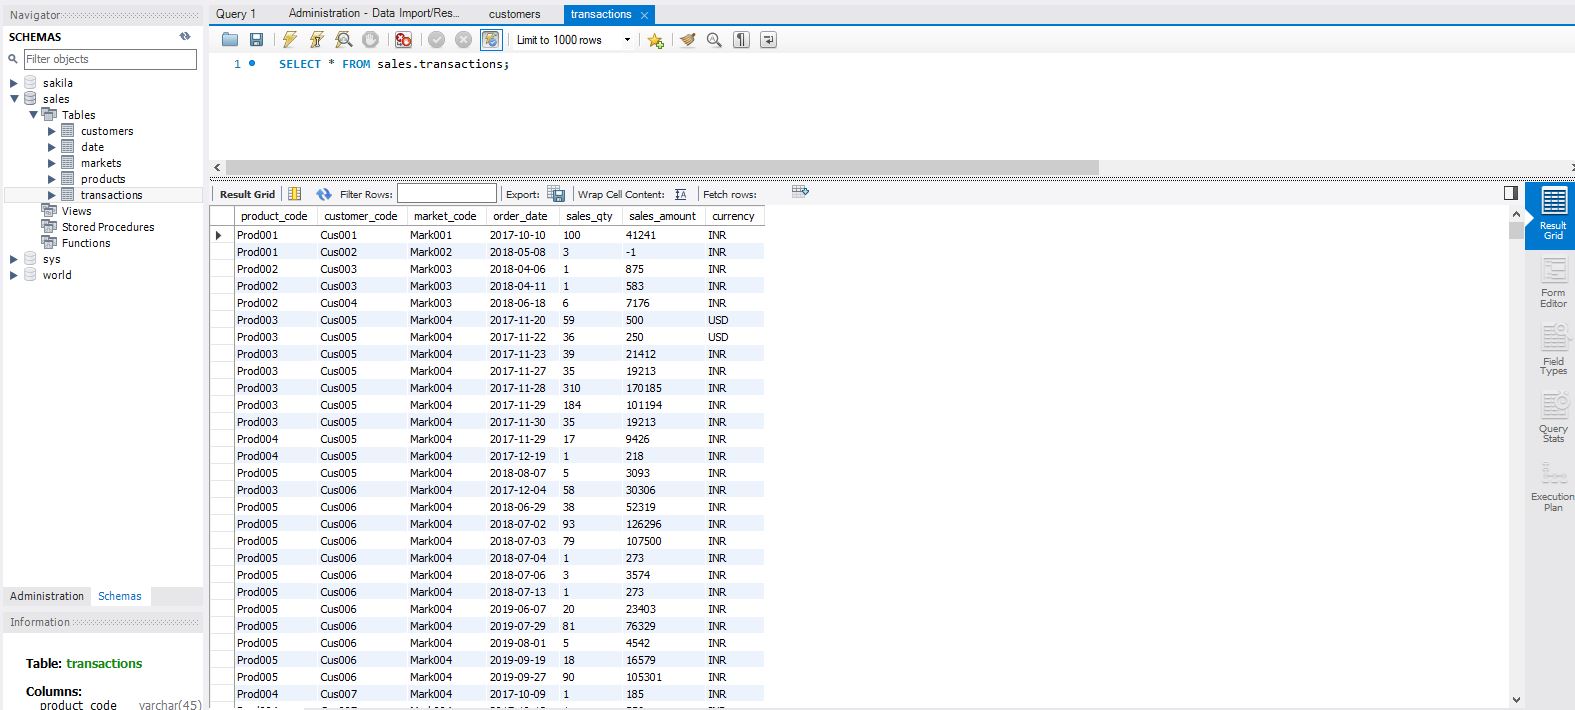 Navigator
SCHEMAS
Filter objects
sakila
sales
Tables
customers
date
markets
products
transactions
Views
Stored Procedures
Functions
sys
world
Administration Schemas
Information
Table: transactions
Columns:
product_code varchar(45)
Query 1 Administration - Data Import/Res... customers transactions
Limit to 1000 rows
1 SELECT * FROM sales.transactions;
Result Grid Filter Rows: Export: Wrap Cell Content: Fetch rows:
product_code customer_code market_code order_date sales_qty sales_amount currency
Prod001 Cus001 Mark001 2017-10-10 100 41241 INR
Prod001 Cus002 Mark002 2018-05-08 3 -1 INR
Prod002 Cus003 Mark003 2018-04-06 1 875 INR
Prod002 Cus003 Mark003 2018-04-11 1 583 INR
Prod002 Cus004 Mark003 2018-06-18 6 7176 INR
Prod003 Cus005 Mark004 2017-11-20 59 500 USD
Prod003 Cus005 Mark004 2017-11-22 36 250 USD
Prod003 Cus005 Mark004 2017-11-23 39 21412 INR
Prod003 Cus005 Mark004 2017-11-27 35 19213 INR
Prod003 Cus005 Mark004 2017-11-28 310 170185 INR
Prod003 Cus005 Mark004 2017-11-29 184 101194 INR
Prod003 Cus005 Mark004 2017-11-30 35 19213 INR
Prod004 Cus005 Mark004 2017-11-29 17 9426 INR
Prod004 Cus005 Mark004 2017-12-19 1 218 INR
Prod005 Cus005 Mark004 2018-08-07 5 3093 INR
Prod003 Cus006 Mark004 2017-12-04 58 30306 INR
Prod005 Cus006 Mark004 2018-06-29 38 52319 INR
Prod005 Cus006 Mark004 2018-07-02 93 126296 INR
Prod005 Cus006 Mark004 2018-07-03 79 107500 INR
Prod005 Cus006 Mark004 2018-07-04 1 273 INR
Prod005 Cus006 Mark004 2018-07-06 3 3574 INR
Prod005 Cus006 Mark004 2018-07-13 1 273 INR
Prod005 Cus006 Mark004 2019-06-07 20 23403 INR
Prod005 Cus006 Mark004 2019-07-29 81 76329 INR
Prod005 Cus006 Mark004 2019-08-01 5 4542 INR
Prod005 Cus006 Mark004 2019-09-19 18 16579 INR
Prod005 Cus006 Mark004 2019-09-27 90 105301 INR
Prod004 Cus007 Mark004 2017-10-09 1 185 INR
Result
Grid
Form
Editor
Field
Types
Query
Stats
Execution
Plan